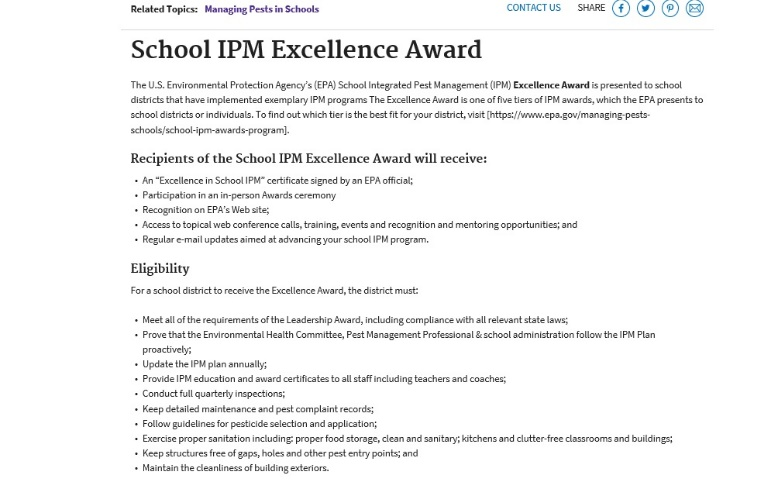 Related Topics: Managing Pests in Schools
CONTACT US SHARE
School IPM Excellence Award
The U.S. Environmental Protection Agency's (EPA) School Integrated Pest Management (IPM) Excellence Award is presented to school
districts that have implemented exemplary IPM programs The Excellence Award is one of five tiers of IPM awards, which the EPA presents to
school districts or individuals. To find out which tier is the best fit for your district, visit [https://www.epa.gov/managing-pests-
schools/school-ipm-awards-program].
Recipients of the School IPM Excellence Award will receive:
• An “Excellence in School IPM” certificate signed by an EPA official;
• Participation in an in-person Awards ceremony
• Recognition on EPA's Web site;
• Access to topical web conference calls, training, events and recognition and mentoring opportunities; and
• Regular e-mail updates aimed at advancing your school IPM program.
Eligibility
For a school district to receive the Excellence Award, the district must:
• Meet all of the requirements of the Leadership Award, including compliance with all relevant state laws;
• Prove that the Environmental Health Committee, Pest Management Professional & school administration follow the IPM Plan
proactively;
• Update the IPM plan annually;
• Provide IPM education and award certificates to all staff including teachers and coaches;
• Conduct full quarterly inspections;
• Keep detailed maintenance and pest complaint records;
• Follow guidelines for pesticide selection and application;
• Exercise proper sanitation including: proper food storage, clean and sanitary; kitchens and clutter-free classrooms and buildings;
• Keep structures free of gaps, holes and other pest entry points; and
• Maintain the cleanliness of building exteriors.